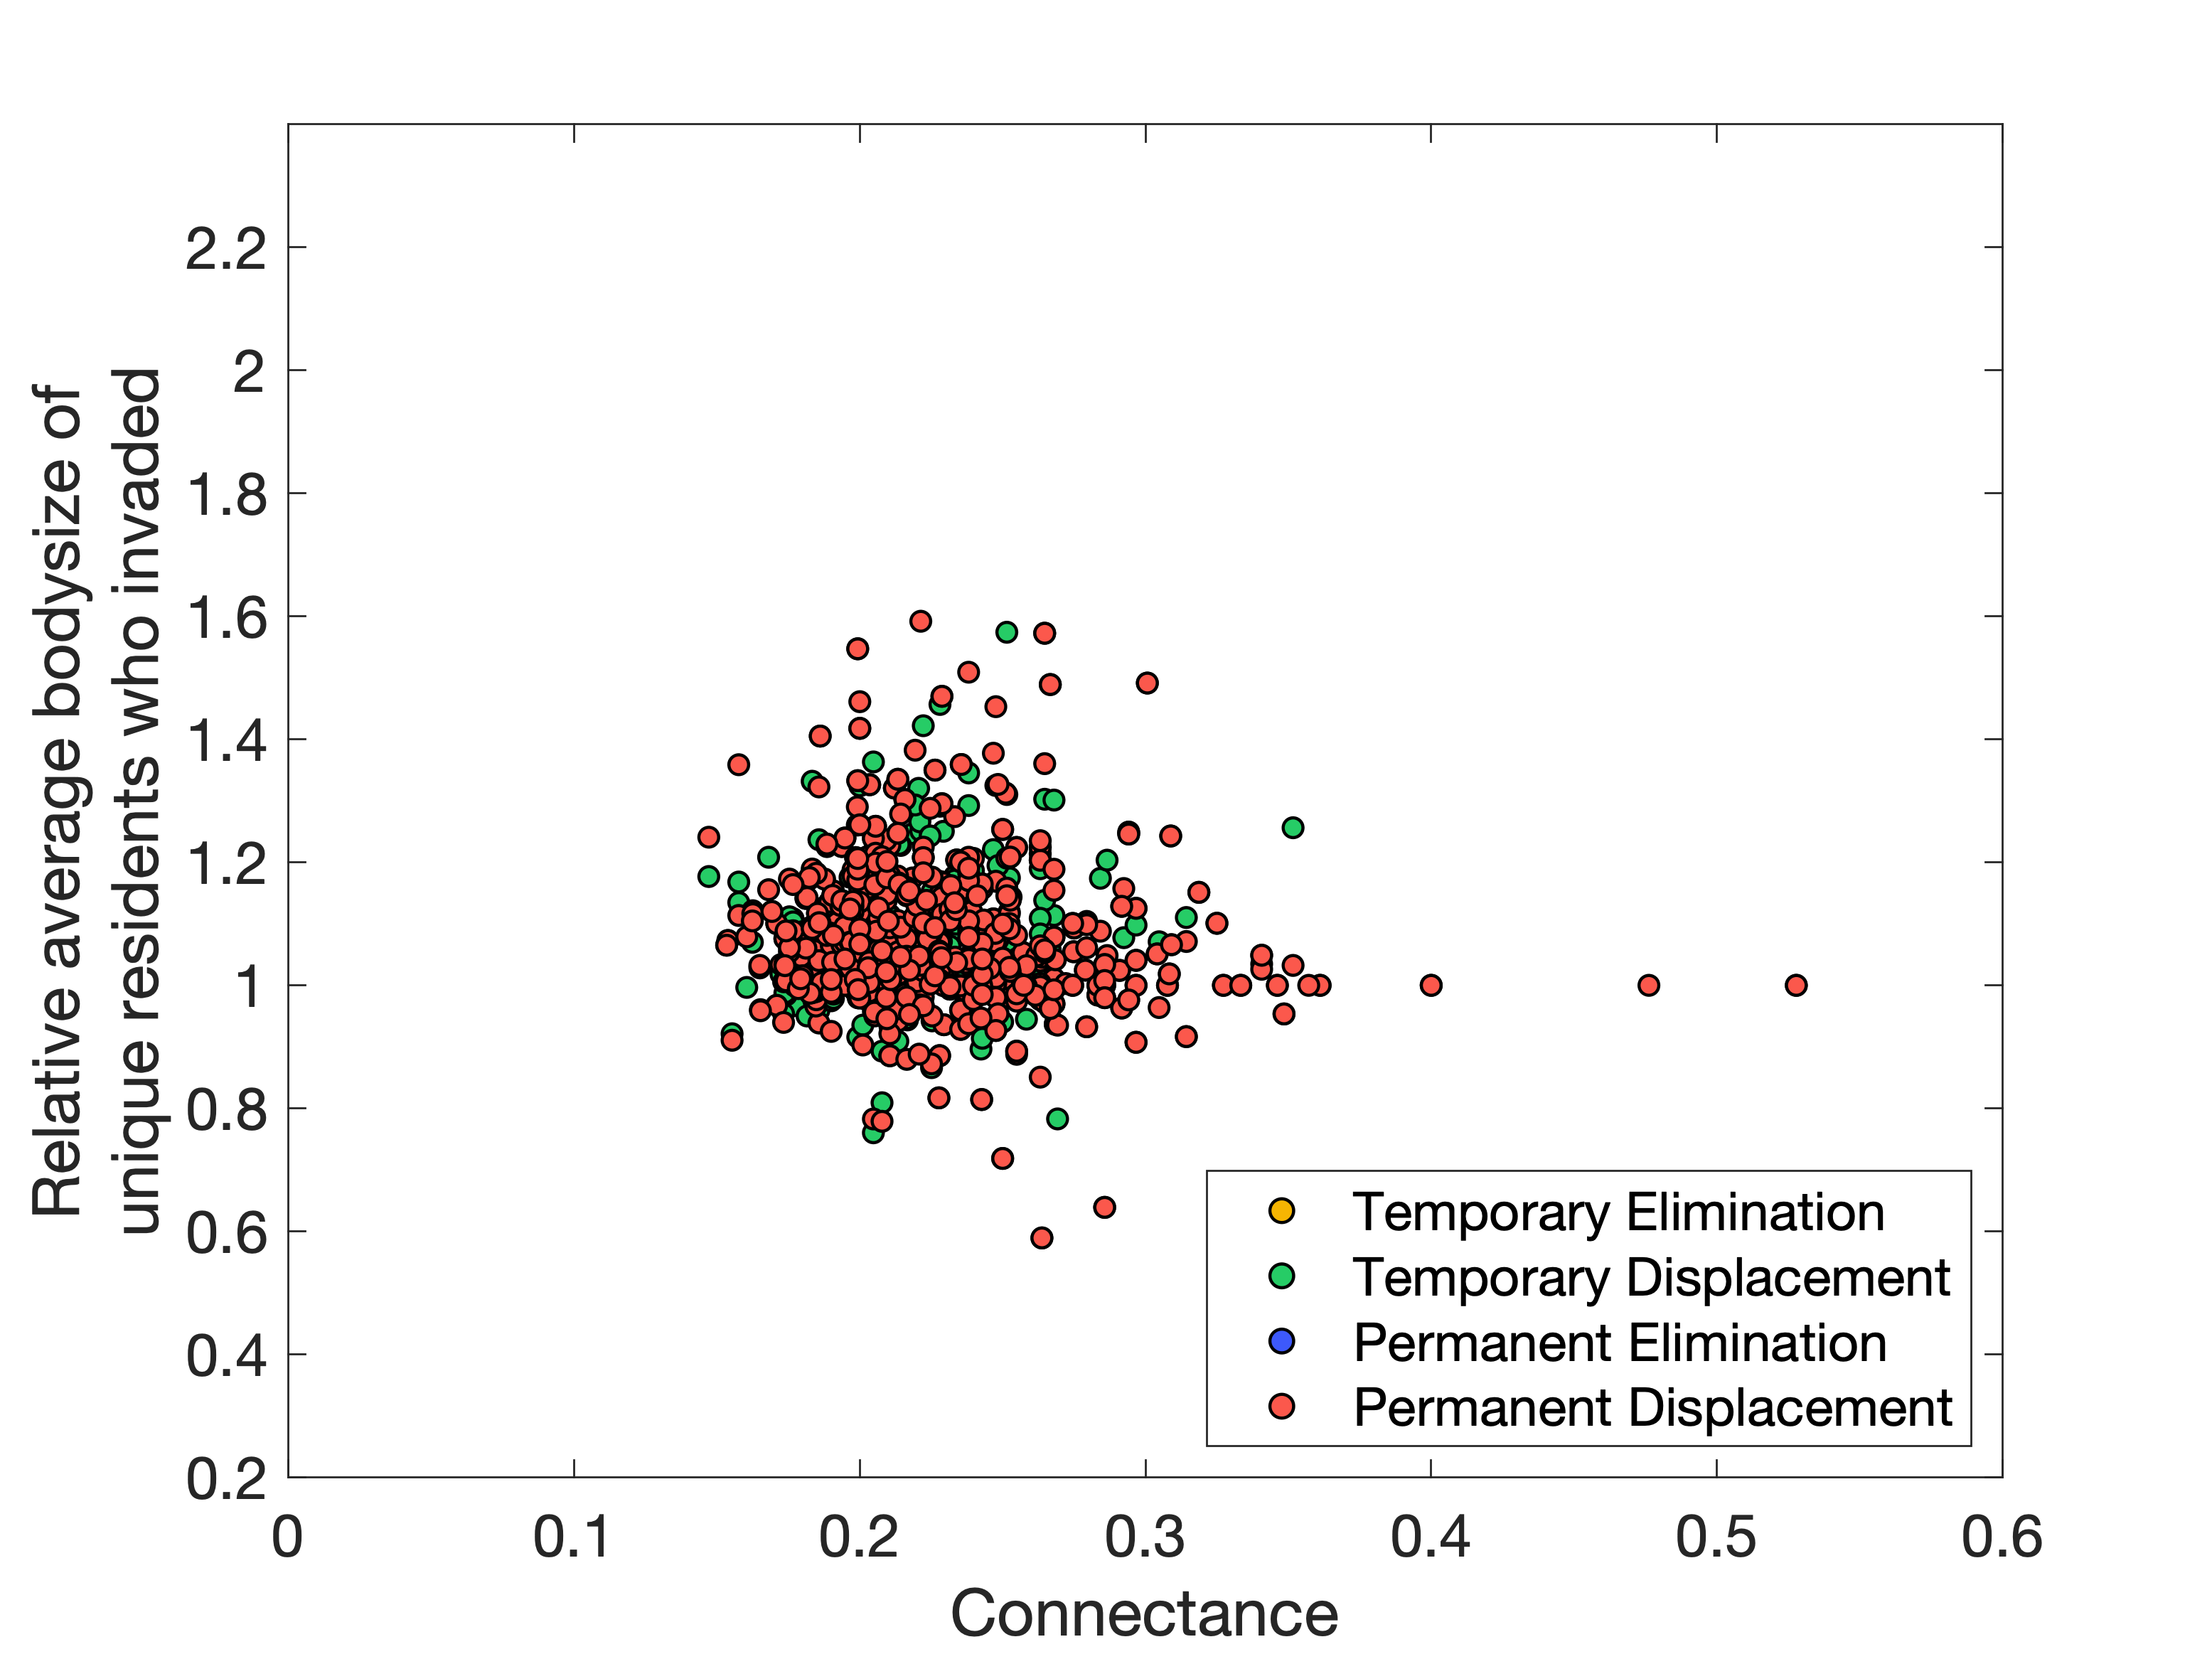 Relative average bodysize of
unique residents who invaded
2.2
2
1.8
1.6
1.4
1.2
1
0.8
0.6
0.4
0.2
Temporary Elimination
Temporary Displacement
Permanent Elimination
Permanent Displacement
0 0.1 0.2 0.3 0.4 0.5 0.6
Connectance